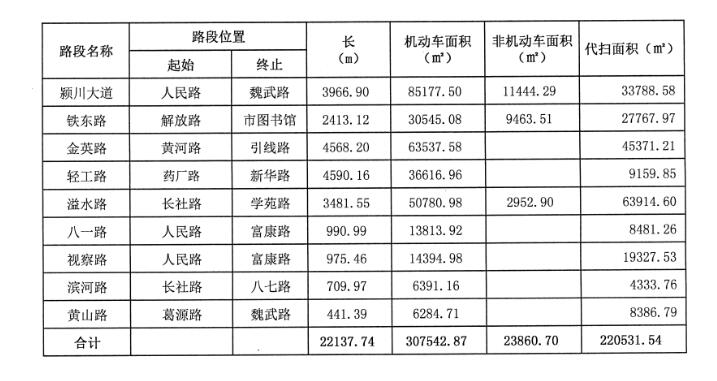 路段名称 路段位置 长 (m) 机动车面积 (㎡) 非机动车面积 (㎡) 代扫面积（㎡）
起始 终止
颍川大道 人民路 魏武路 3966.90 85177.50 11444.29 33788.58
铁东路 解放路 市图书馆 2413.12 30545.08 9463.51 27767.97
金英路 黄河路 引线路 4568.20 63537.58 45371.21
轻工路 药厂路 新华路 4590.16 36616.96 9159.85
溢水路 长社路 学苑路 3481.55 50780.98 2952.90 63914.60
八一路 人民路 富康路 990.99 13813.92 8481.26
视察路 人民路 富康路 975.46 14394.98 19327.53
滨河路 长社路 八七路 709.97 6391.16 4333.76
黄山路 葛源路 魏武路 441.39 6284.71 8386.79
合计 22137.74 307542.87 23860.70 220531.54